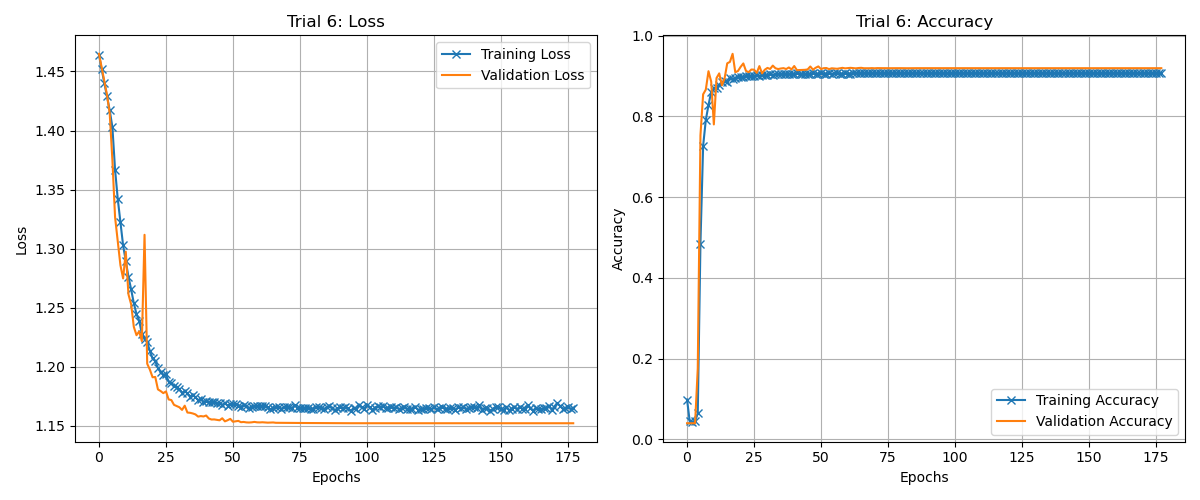 Trial 6: Loss
Loss
1.45
1.40
1.35
1.30
1.25
1.20
1.15
0
25
50
75
100
125
150
175
Epochs
Training Loss
Validation Loss
Trial 6: Accuracy
Accuracy
1.0
0.8
0.6
0.4
0.2
0.0
0
25
50
75
100
125
150
175
Epochs
Training Accuracy
Validation Accuracy